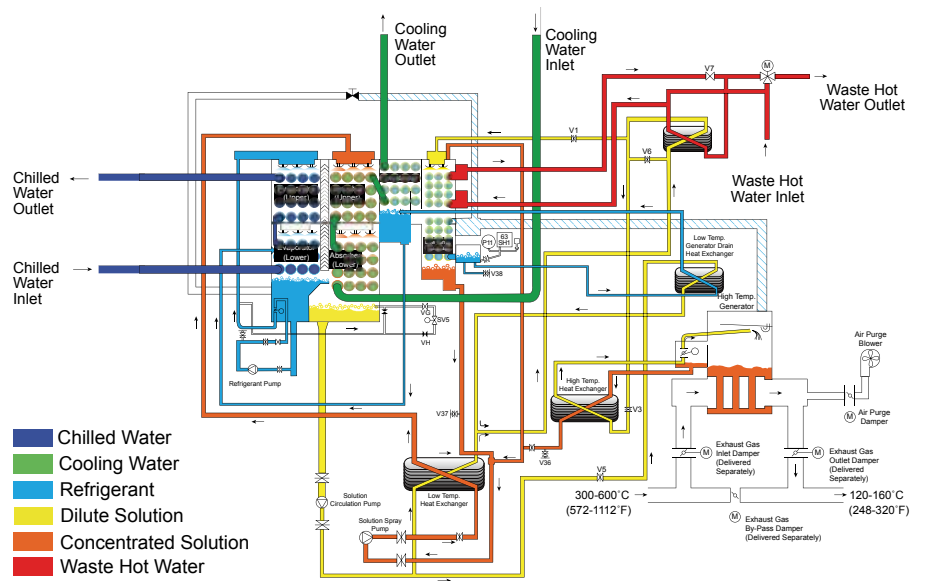 Cooling
Water
Outlet
Cooling
Water
Inlet
M
V7
Waste Hot
Water Outlet
V1
V6
Chilled
Water
Outlet
(Upper)
(Upper)
Waste Hot
Water Inlet
P11
63
SH1
Low Temp.
Generator Drain
Heat Exchanger
Evaporator
(Lower)
Absorber
(Lower)
Chilled
Water
Inlet
V38
High Temp.
Generator
VG
SV5
VH
Air Purge
Blower
Refrigerant Pump
High Temp.
Heat Exchanger
V37
V3
M
Air Purge
Damper
Chilled Water
Cooling Water
Refrigerant
Dilute Solution
Concentrated Solution
Waste Hot Water
V36
M
Exhaust Gas
Inlet Damper
(Delivered
Separately)
M
Exhaust Gas
Outlet Damper
(Delivered
Separately)
V5
Low Temp.
Heat Exchanger
Solution
Circulation Pump
Solution Spray
Pump
300-600°C
(572-1112°F)
120-160°C
(248-320°F)
M
Exhaust Gas
By-Pass Damper
(Delivered Separately)